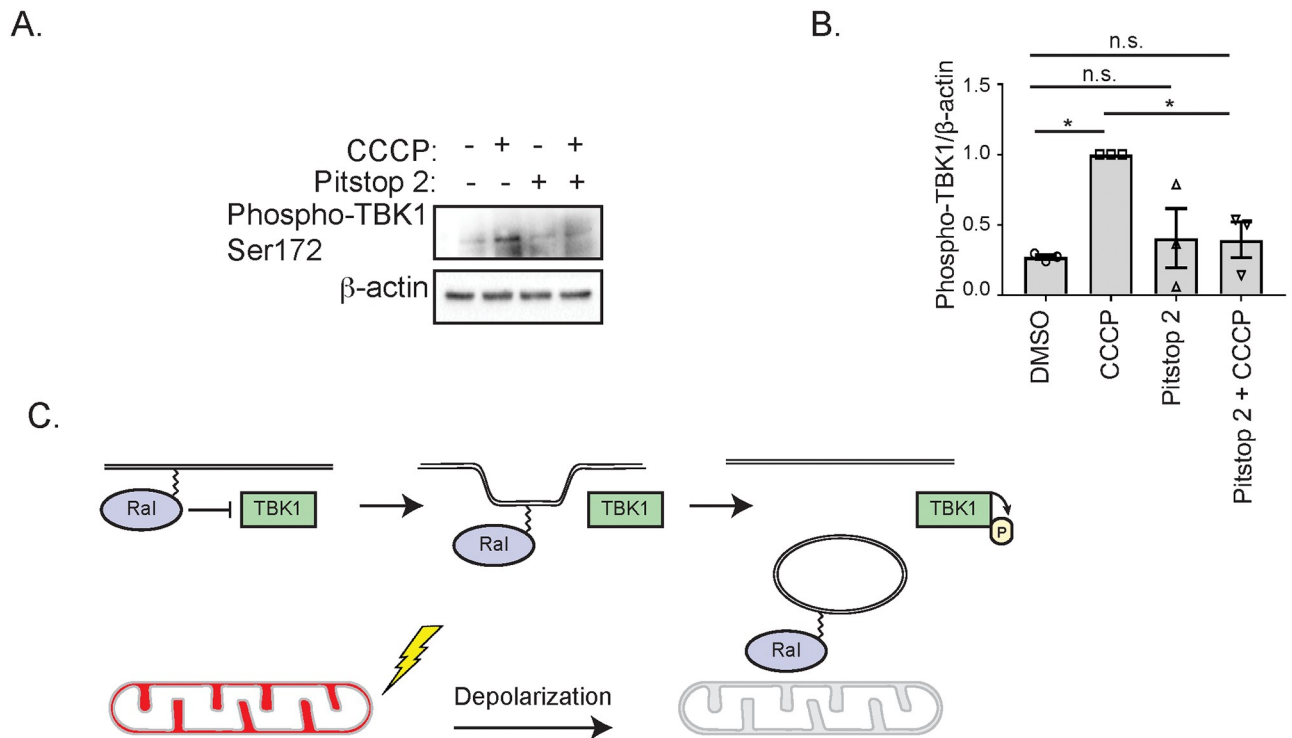 A.
CCCP: - + - +
Pitstop 2: - - + +
Phospho-TBK1
Ser172
β-actin
B.
n.s.
n.s.
*
*
Phospho-TBK1/β-actin
1.5
1.0
0.5
0.0
DMSO
CCCP
Pitstop 2
Pitstop 2 + CCCP
C.
Ral
TBK1
Ral
TBK1
TBK1
P
Ral
Depolarization